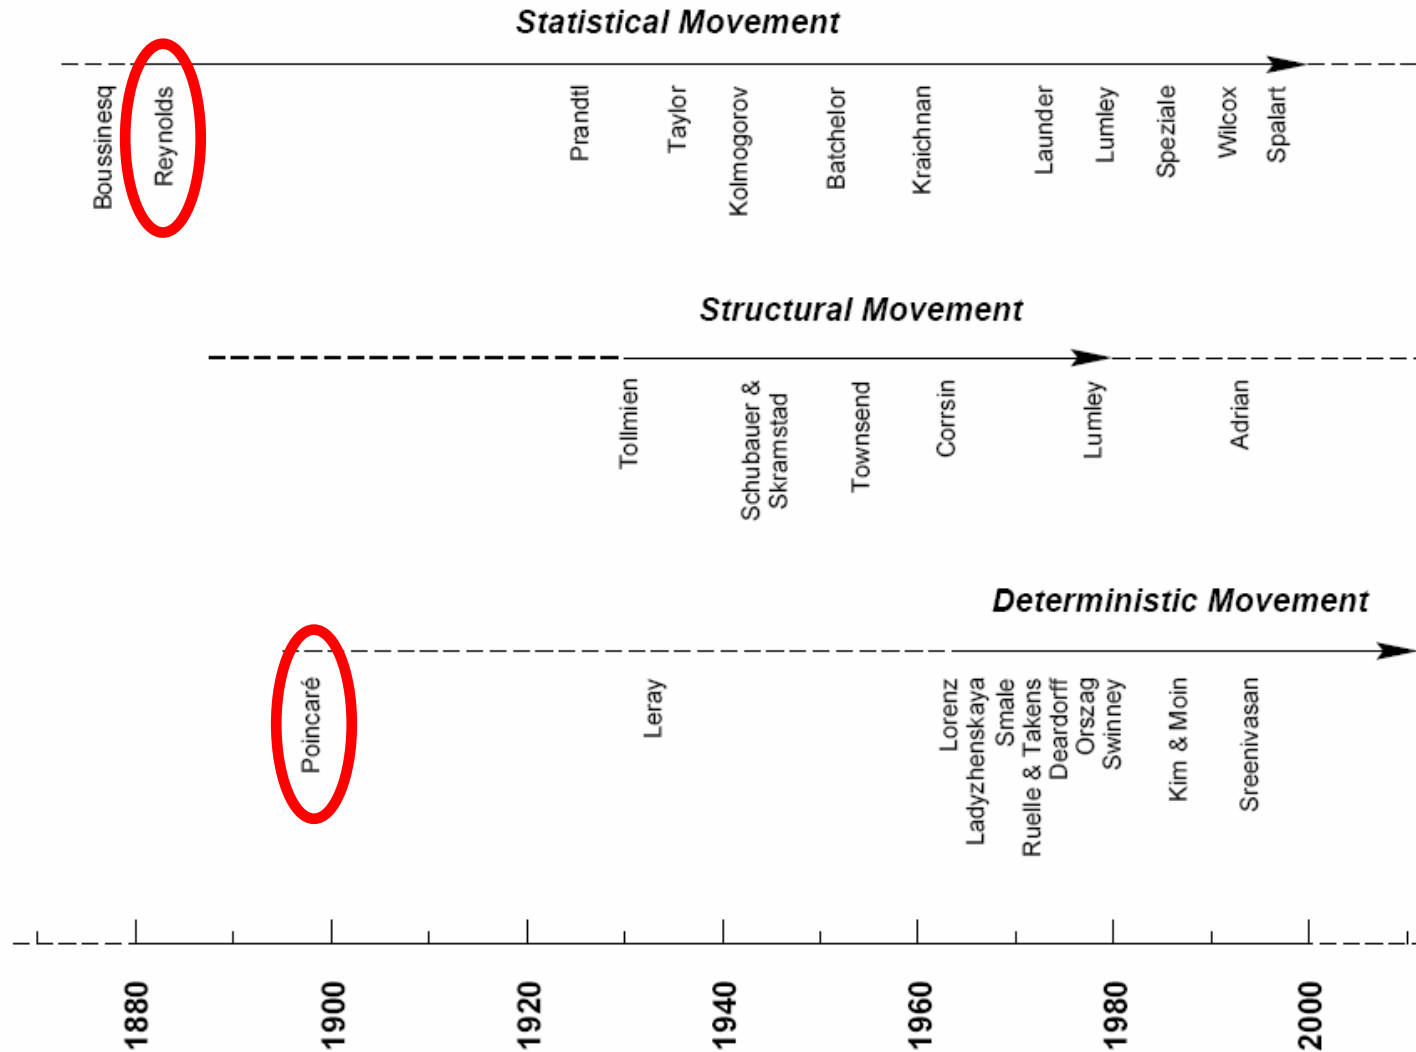 Statistical Movement
Boussinesq
Reynolds
Prandtl
Taylor
Kolmogorov
Batchelor
Kraichnan
Launder
Lumley
Speziale
Wilcox
Spalart
Structural Movement
Tollmien
Schubauer &
Skramstad
Townsend
Corrsin
Lumley
Adrian
Deterministic Movement
Poincaré
Leray
Lorenz
Ladyzhenskaya
Smale
Ruelle & Takens
Deardorff
Orszag
Swinney
Kim & Moin
Sreenivasan
1880
1900
1920
1940
1960
1980
2000